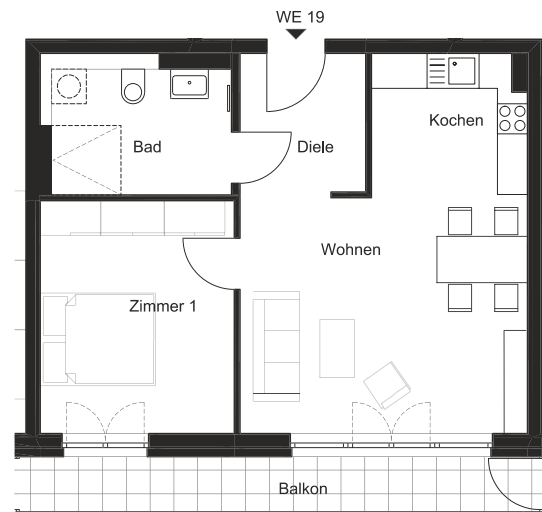 WE 19
Kochen
Bad
Diele
Wohnen
Zimmer 1
Balkon